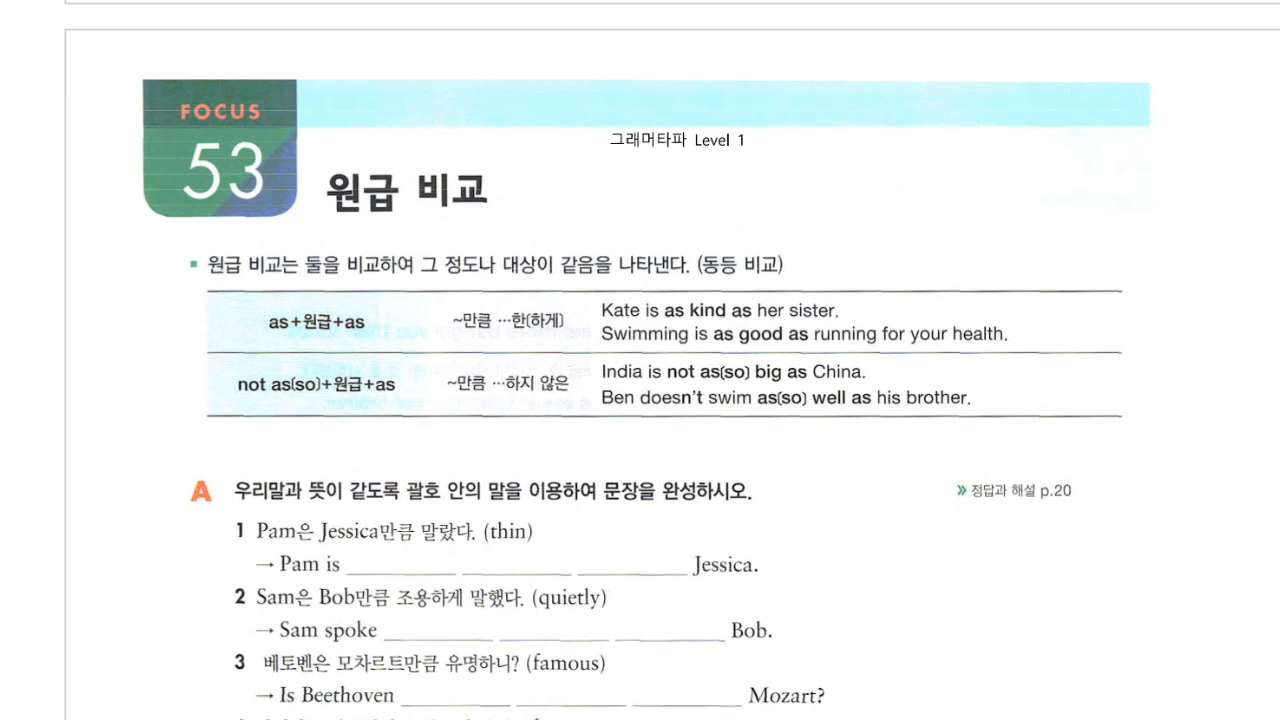 FOCUS
53
그래머타파 Level 1
원급 비교
▪ 원급 비교는 둘을 비교하여 그 정도나 대상이 같음을 나타낸다. (동등 비교)
as+원급+as ~만큼 …한(하게) Kate is as kind as her sister.
Swimming is as good as running for your health.
not as(so)+원급+as ~만큼 …하지 않은 India is not as(so) big as China.
Ben doesn't swim as(so) well as his brother.
A 우리말과 뜻이 같도록 괄호 안의 말을 이용하여 문장을 완성하시오. » 정답과 해설 p.20
1 Pam은 Jessica만큼 말랐다. (thin)
→ Pam is ___ ___ ___ Jessica.
2 Sam은 Bob만큼 조용하게 말했다. (quietly)
→ Sam spoke ___ ___ ___ Bob.
3 베토벤은 모차르트만큼 유명하니? (famous)
→ Is Beethoven ___ ___ ___ Mozart?